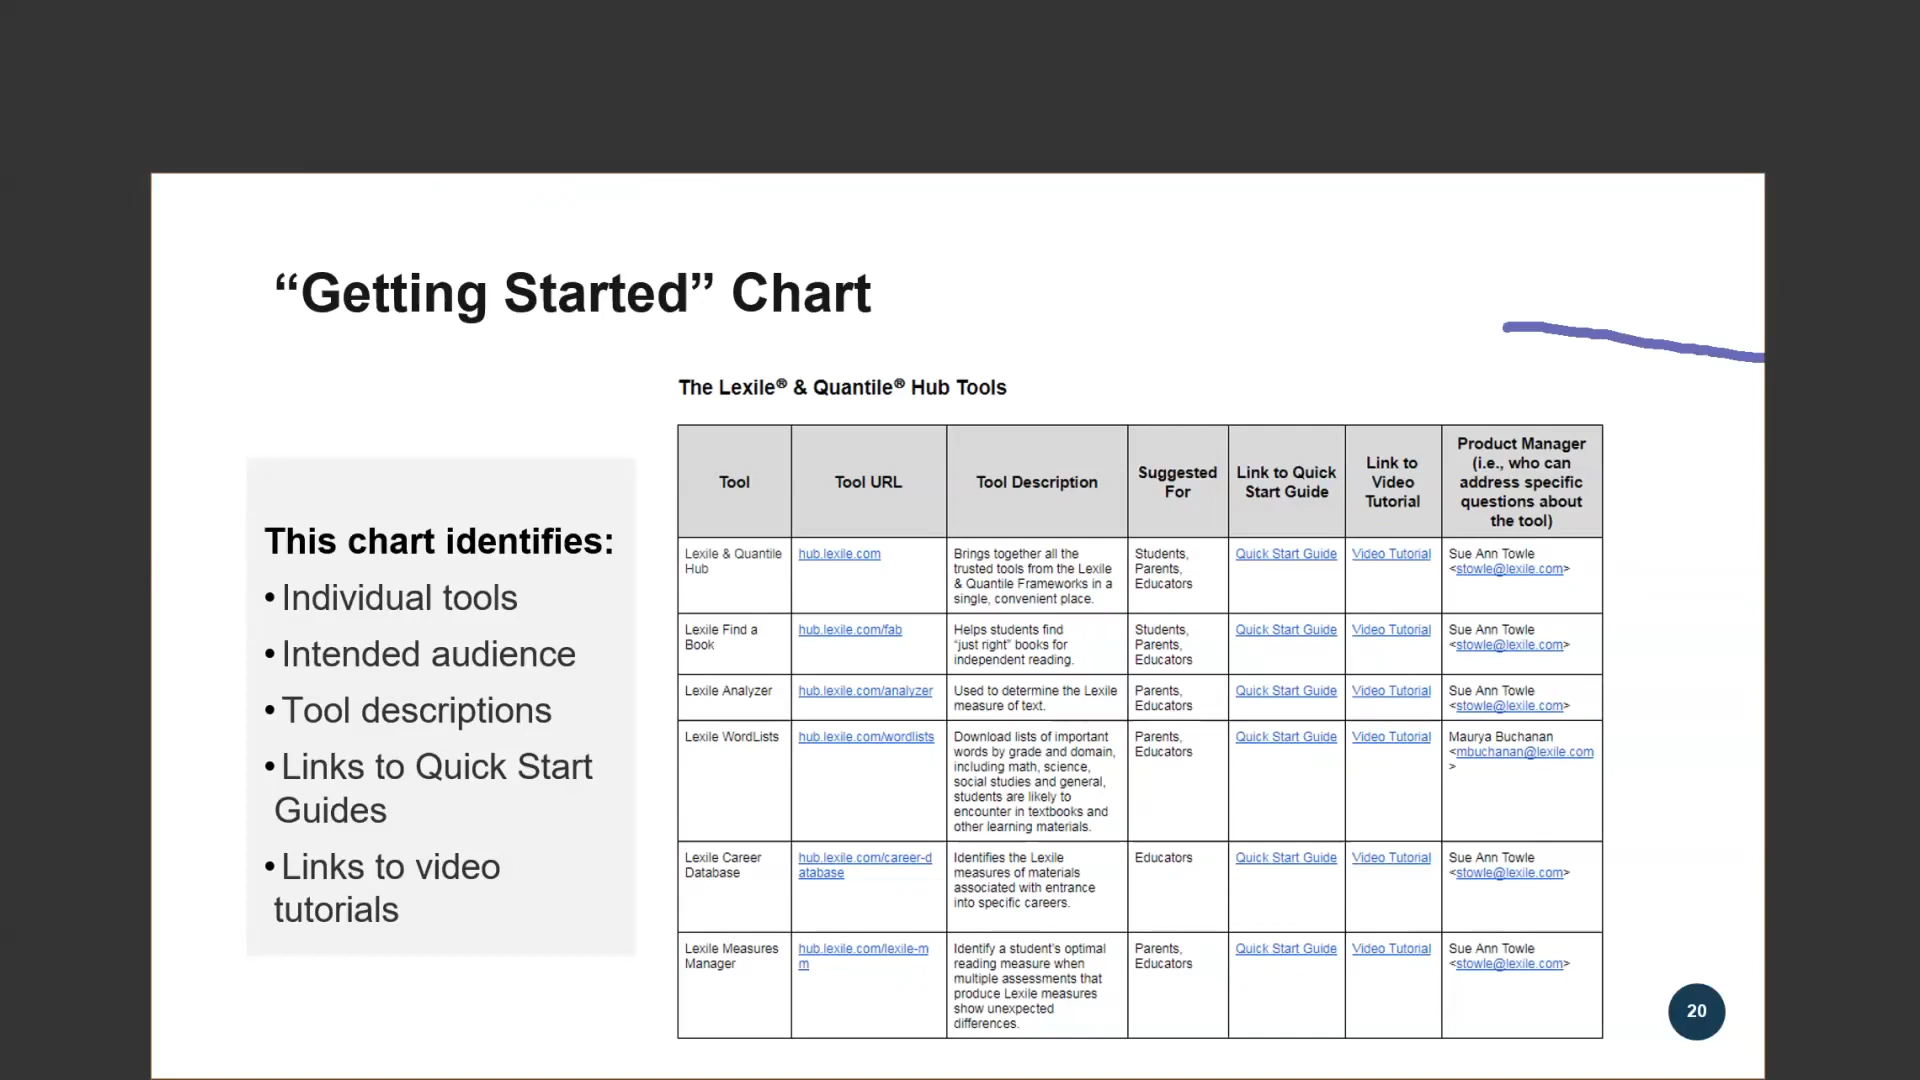 “Getting Started” Chart
The Lexile® & Quantile® Hub Tools
This chart identifies:
•Individual tools
•Intended audience
•Tool descriptions
•Links to Quick Start
Guides
•Links to video
tutorials
Tool
Tool URL
Tool Description
Suggested
For
Link to Quick
Start Guide
Link to
Video
Tutorial
Product Manager
(i.e., who can
address specific
questions about
the tool)
Lexile & Quantile
Hub
hub.lexile.com
Brings together all the
trusted tools from the Lexile
& Quantile Frameworks in a
single, convenient place.
Students,
Parents,
Educators
Quick Start Guide
Video Tutorial
Sue Ann Towle
<stowle@lexile.com>
Lexile Find a
Book
hub.lexile.com/fab
Helps students find
“just right” books for
independent reading.
Students,
Parents,
Educators
Quick Start Guide
Video Tutorial
Sue Ann Towle
<stowle@lexile.com>
Lexile Analyzer
hub.lexile.com/analyzer
Used to determine the Lexile
measure of text.
Parents,
Educators
Quick Start Guide
Video Tutorial
Sue Ann Towle
<stowle@lexile.com>
Lexile WordLists
hub.lexile.com/wordlists
Download lists of important
words by grade and domain,
including math, science,
social studies and general,
students are likely to
encounter in textbooks and
other learning materials.
Parents,
Educators
Quick Start Guide
Video Tutorial
Maurya Buchanan
<mbuchanan@lexile.com
>
Lexile Career
Database
hub.lexile.com/career-d
atabase
Identifies the Lexile
measures of materials
associated with entrance
into specific careers.
Educators
Quick Start Guide
Video Tutorial
Sue Ann Towle
<stowle@lexile.com>
Lexile Measures
Manager
hub.lexile.com/lexile-m
m
Identify a student’s optimal
reading measure when
multiple assessments that
produce Lexile measures
show unexpected
differences.
Parents,
Educators
Quick Start Guide
Video Tutorial
Sue Ann Towle
<stowle@lexile.com>
20